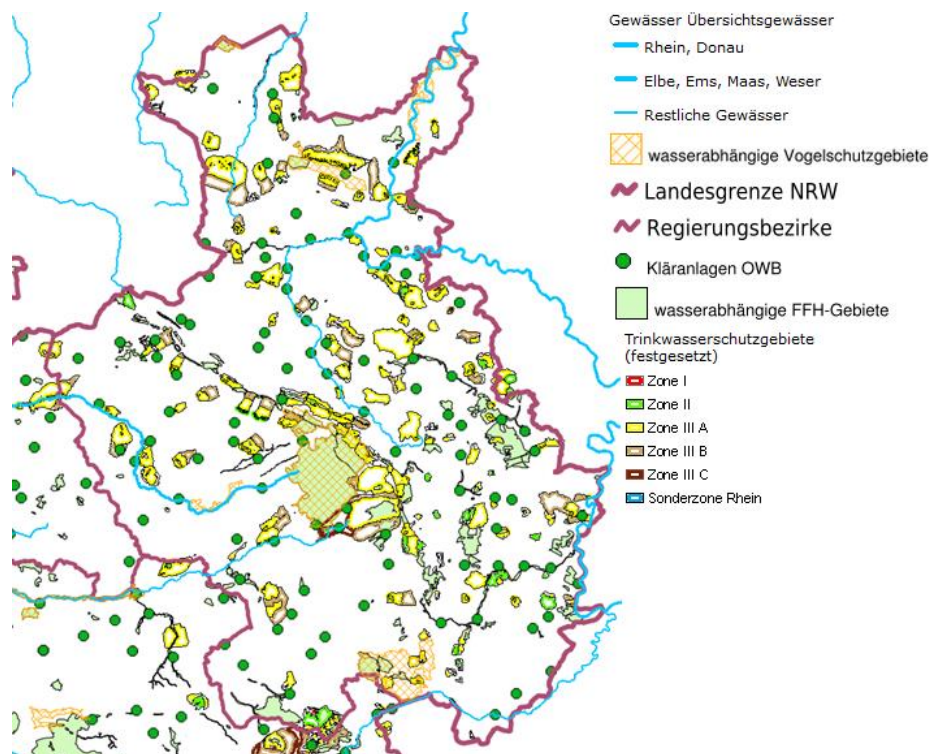 Gewässer Übersichtsgewässer
Rhein, Donau
Elbe, Ems, Maas, Weser
Restliche Gewässer
wasserabhängige Vogelschutzgebiete
Landesgrenze NRW
Regierungsbezirke
Kläranlagen OWB
wasserabhängige FFH-Gebiete
Trinkwasserschutzgebiete
(festgesetzt)
Zone I
Zone II
Zone III A
Zone III B
Zone III C
Sonderzone Rhein